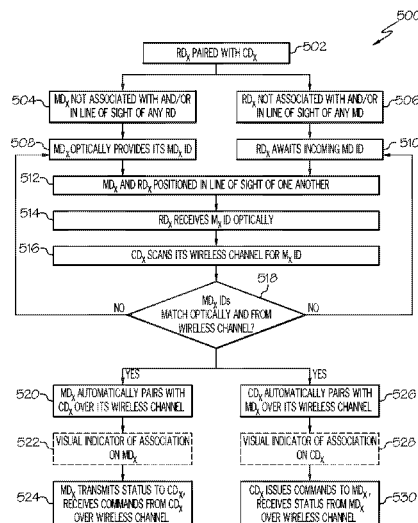 500
RDX PAIRED WITH CDX
502
504
MDX NOT ASSOCIATED WITH AND/OR
IN LINE OF SIGHT OF ANY RD
RDX NOT ASSOCIATED WITH AND/OR
IN LINE OF SIGHT OF ANY MD
506
508
MDX OPTICALLY PROVIDES ITS MDX ID
RDX AWAITS INCOMING MD ID
510
512
MDX AND RDX POSITIONED IN LINE OF SIGHT OF ONE ANOTHER
514
RDX RECEIVES MX ID OPTICALLY
516
CDX SCANS ITS WIRELESS CHANNEL FOR MX ID
518
NO
MDX IDs
MATCH OPTICALLY AND FROM
WIRELESS CHANNEL?
NO
YES
YES
520
MDX AUTOMATICALLY PAIRS WITH
CDX OVER ITS WIRELESS CHANNEL
CDX AUTOMATICALLY PAIRS WITH
MDX OVER ITS WIRELESS CHANNEL
526
522
VISUAL INDICATOR OF ASSOCIATION
ON MDX
VISUAL INDICATOR OF ASSOCIATION
ON CDX
528
524
MDX TRANSMITS STATUS TO CDX,
RECEIVES COMMANDS FROM CDX
OVER WIRELESS CHANNEL
CDX ISSUES COMMANDS TO MDX,
RECEIVES STATUS FROM MDX
OVER WIRELESS CHANNEL
530